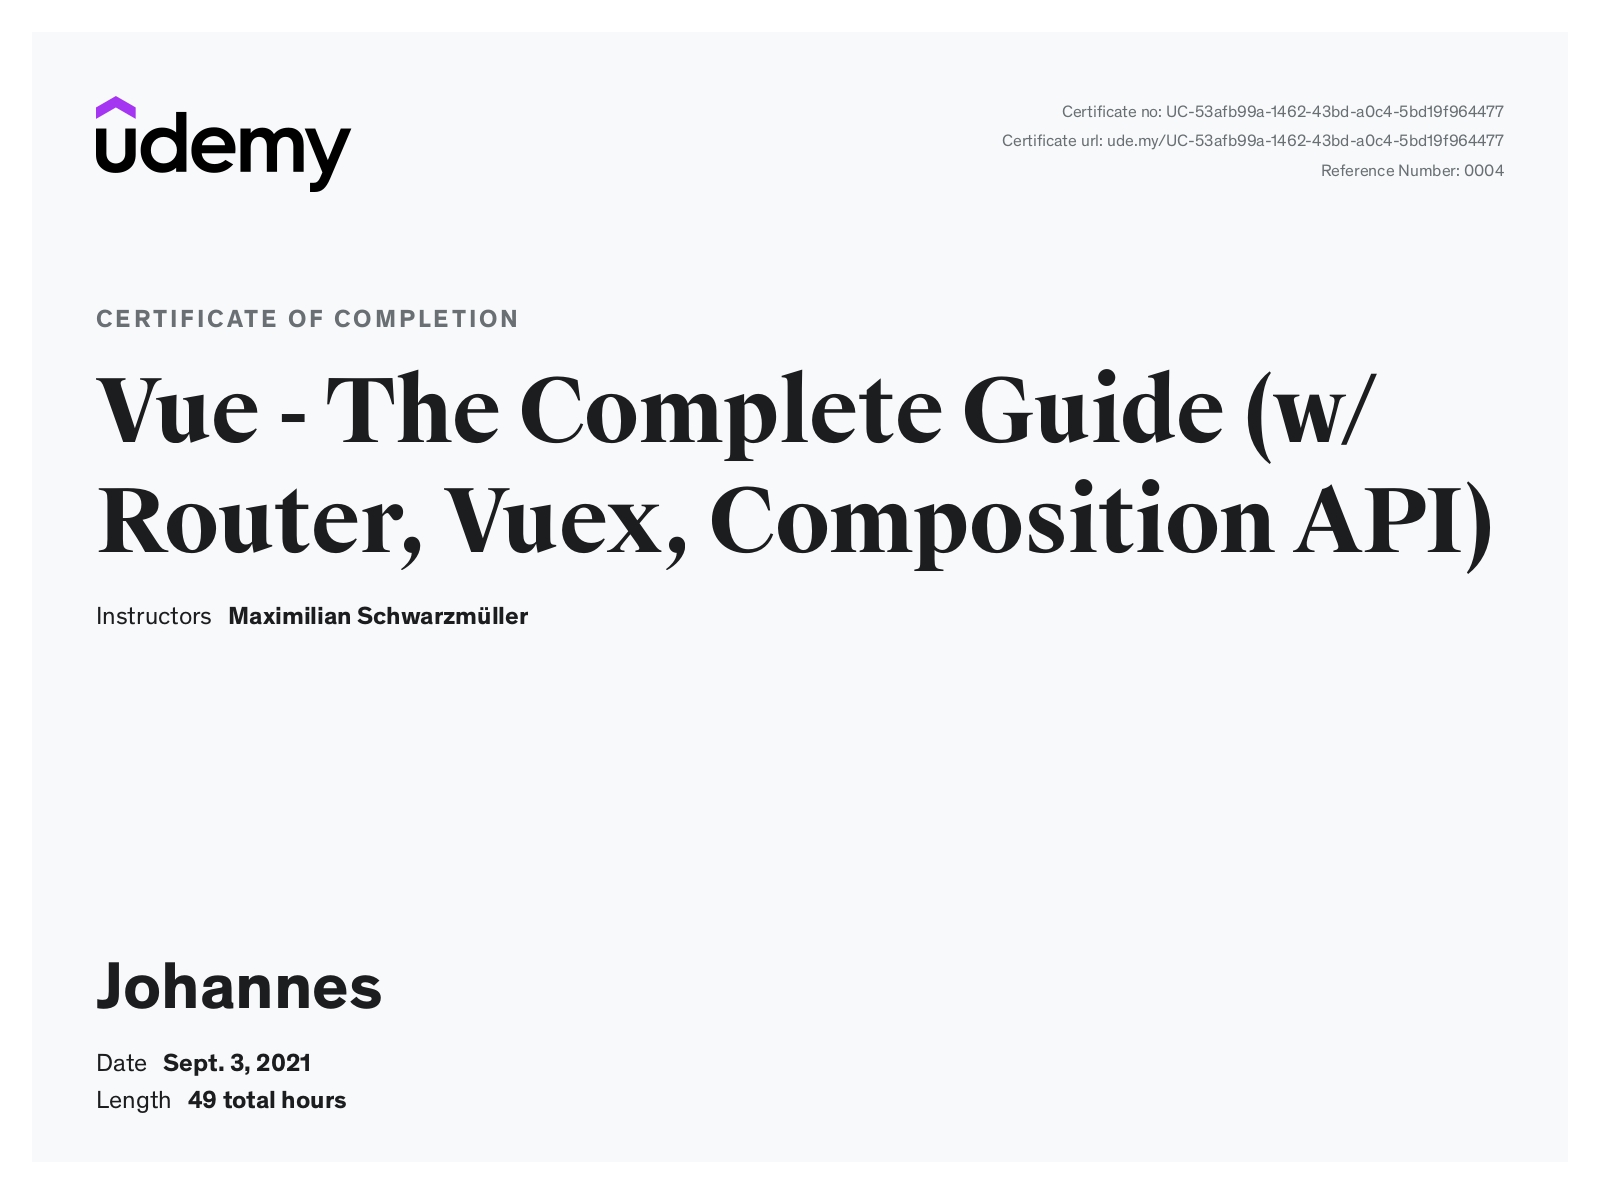 udemy
Certificate no: UC-53afb99a-1462-43bd-a0c4-5bd19f964477
Certificate url: ude.my/UC-53afb99a-1462-43bd-a0c4-5bd19f964477
Reference Number: 0004
CERTIFICATE OF COMPLETION
Vue - The Complete Guide (w/
Router, Vuex, Composition API)
Instructors Maximilian Schwarzmüller
Johannes
Date Sept. 3, 2021
Length 49 total hours